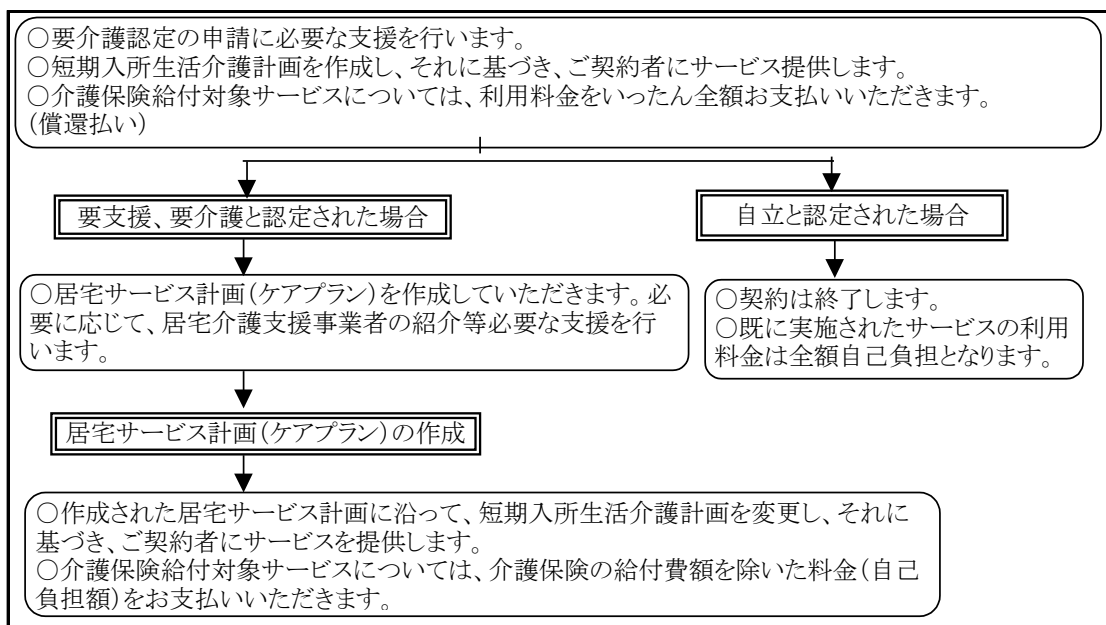 ○要介護認定の申請に必要な支援を行います。
○短期入所生活介護計画を作成し、それに基づき、ご契約者にサービス提供します。
○介護保険給付対象サービスについては、利用料金をいったん全額お支払いいただきます。
(償還払い)
要支援、要介護と認定された場合
自立と認定された場合
○居宅サービス計画(ケアプラン)を作成していただきます。必
要に応じて、居宅介護支援事業者の紹介等必要な支援を行
います。
○契約は終了します。
○既に実施されたサービスの利用
料金は全額自己負担となります。
居宅サービス計画(ケアプラン)の作成
○作成された居宅サービス計画に沿って、短期入所生活介護計画を変更し、それに
基づき、ご契約者にサービスを提供します。
○介護保険給付対象サービスについては、介護保険の給付費額を除いた料金(自己
負担額)をお支払いいただきます。